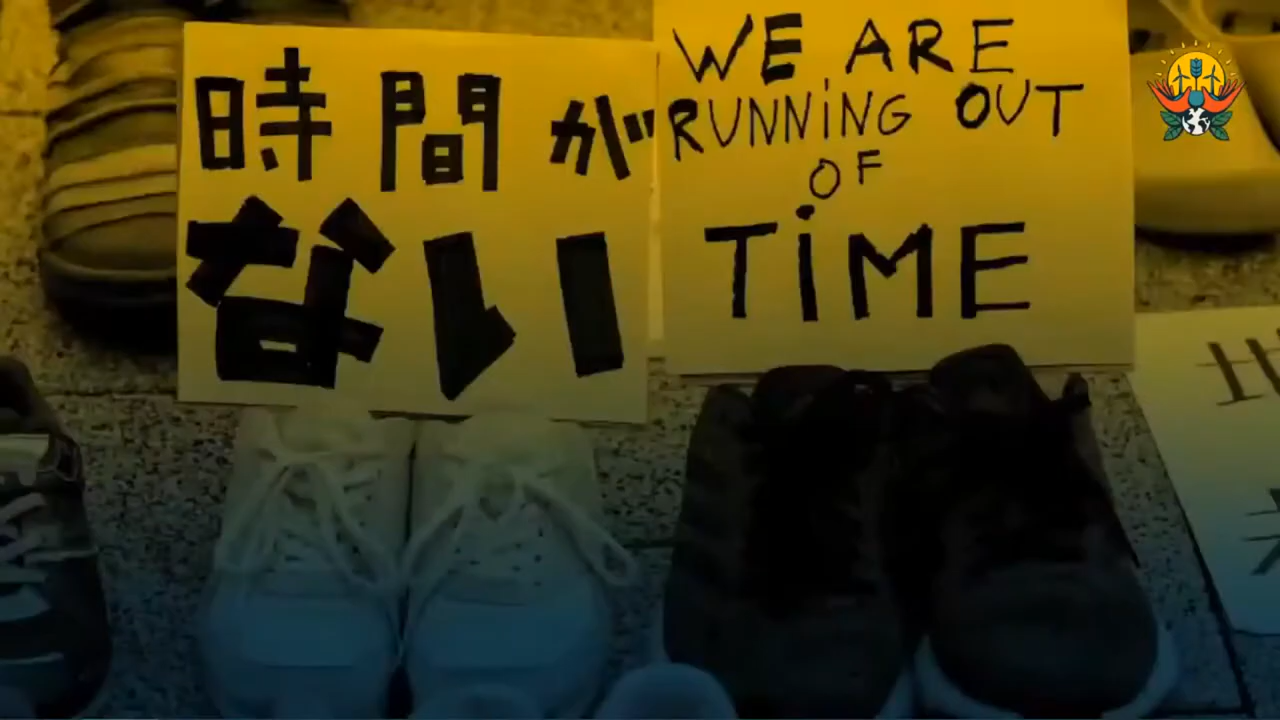 時間が
ない
WE ARE
RUNNING OUT
OF
TIME